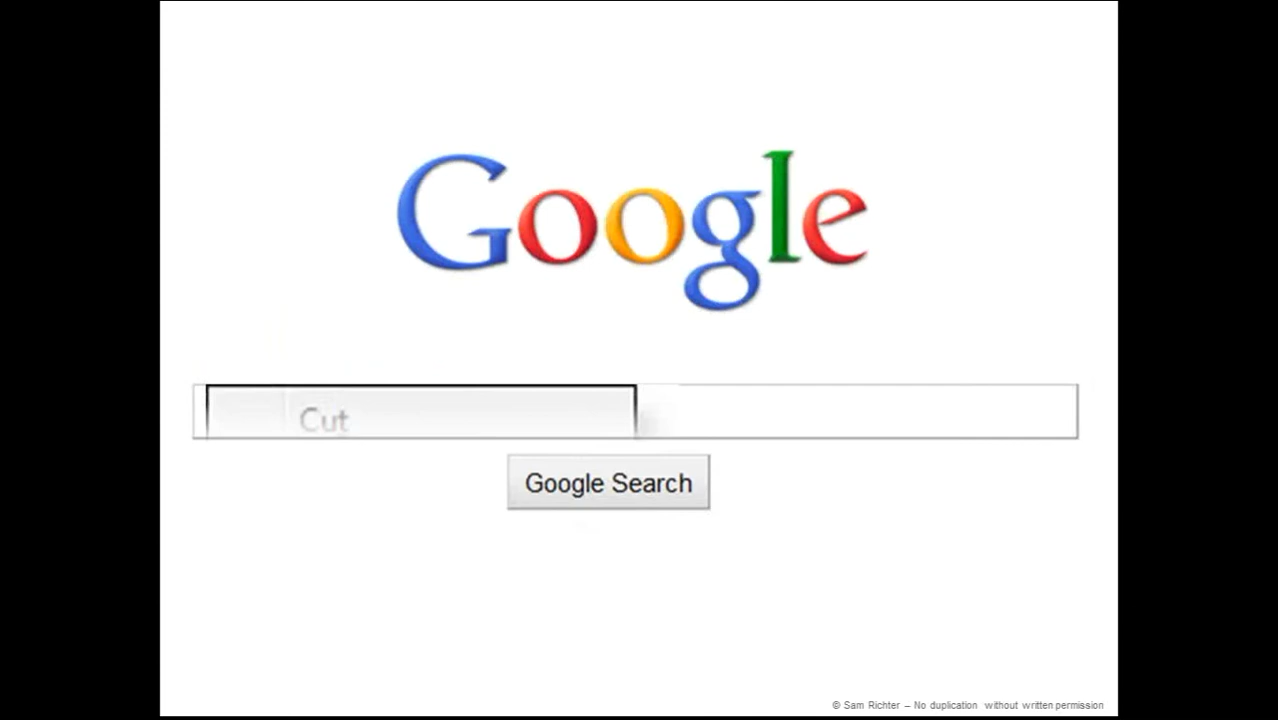 Google
Cut
Google Search
© Sam Richter – No duplication without written permission